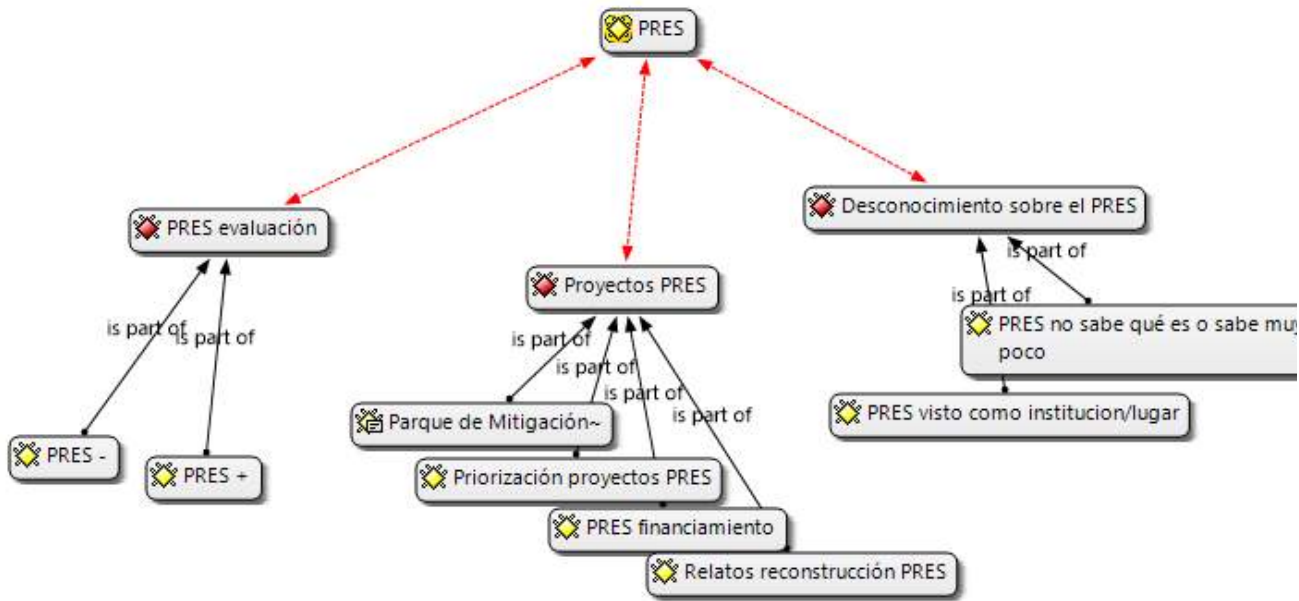 PRES
PRES evaluación
Desconocimiento sobre el PRES
is part of
is part of
Proyectos PRES
is part of
is part of
PRES no sabe qué es o sabe muy
poco
is part of
is part of
is part of
is part of
Parque de Mitigación~
PRES visto como institucion/lugar
PRES -
PRES +
Priorización proyectos PRES
PRES financiamiento
Relatos reconstrucción PRES